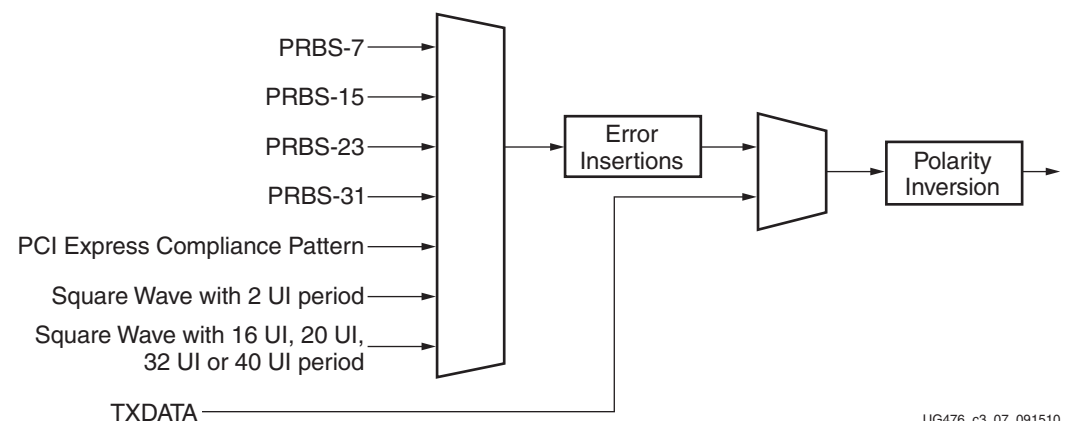 PRBS-7
PRBS-15
PRBS-23
PRBS-31
PCI Express Compliance Pattern
Square Wave with 2 UI period
Square Wave with 16 UI, 20 UI,
32 UI or 40 UI period
TXDATA
Error
Insertions
Polarity
Inversion
UG476_c3_07_091510